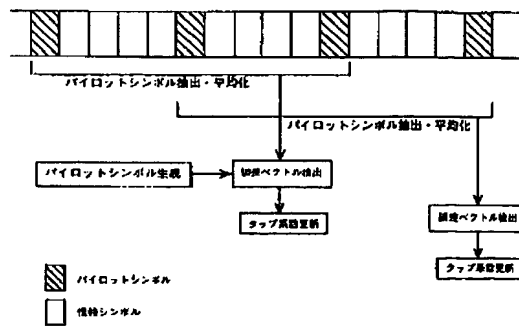 パイロットシンボル抽出・平均化
パイロットシンボル抽出・平均化
パイロットシンボル生成
誤差ベクトル検出
タップ係数更新
誤差ベクトル検出
タップ係数更新
パイロットシンボル
情報シンボル